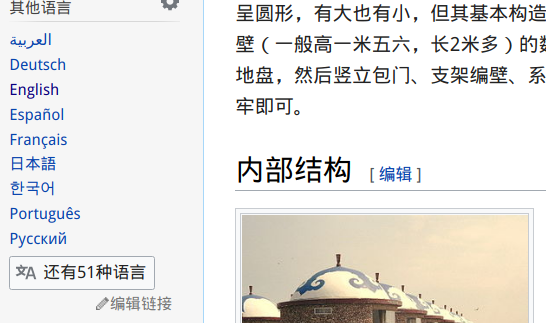 其他语言
العربية
Deutsch
English
Español
Français
日本語
한국어
Português
Русский
还有51种语言
编辑链接
呈圆形，有大也有小，但其基本构造
壁（一般高一米五六，长2米多）的数
地盘，然后竖立包门、支架编壁、系
牢即可。
内部结构 [ 编辑 ]